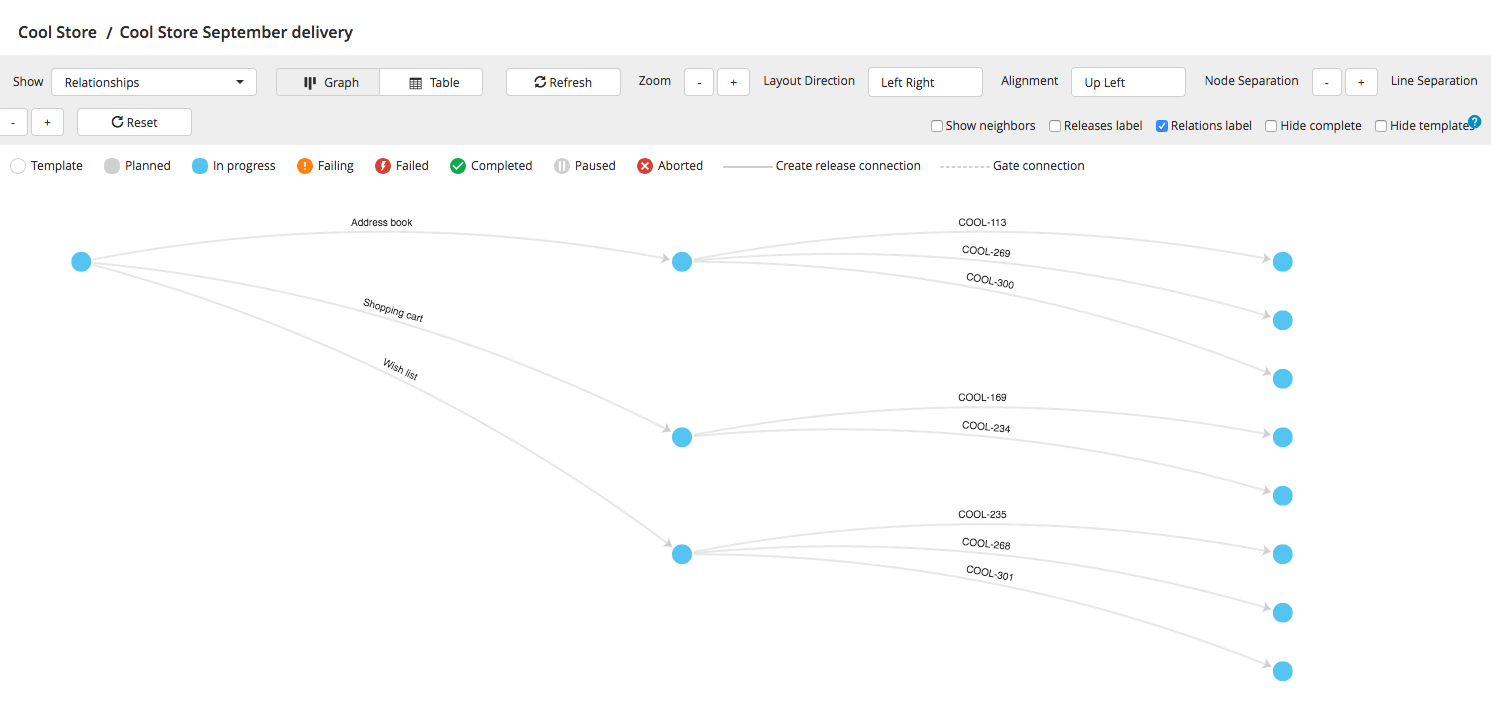 Cool Store / Cool Store September delivery
Show Relationships Graph Table Refresh Zoom - + Layout Direction Left Right Alignment Up Left Node Separation - + Line Separation
- + Reset Show neighbors Releases label Relations label Hide complete Hide templates ?
Template Planned In progress Failing Failed Completed Paused Aborted Create release connection Gate connection
Address book
COOL-113
COOL-269
COOL-300
Shopping cart
Wish list
COOL-169
COOL-234
COOL-235
COOL-268
COOL-301